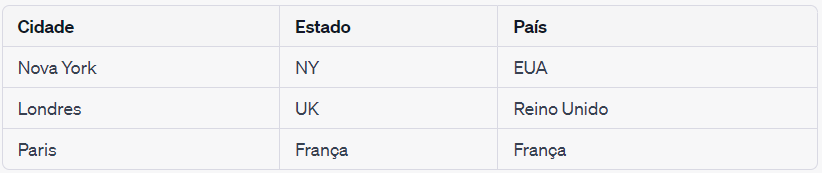 Cidade Estado País
Nova York NY EUA
Londres UK Reino Unido
Paris França França